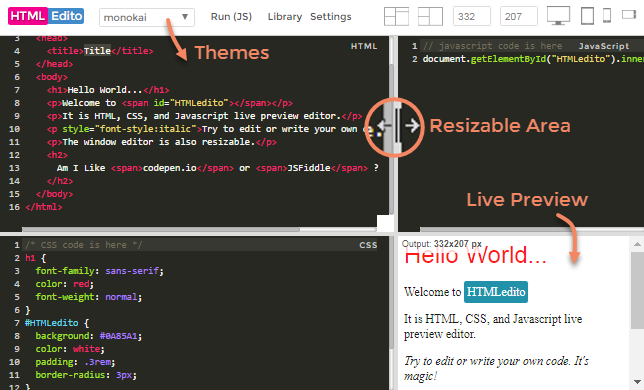 HTML Edito monokai Run (JS) Library Settings 332 207
3 <head>
4 <title>Title</title>
5 </head>
6 <body>
7 <h1>Hello World...</h1>
8 <p>Welcome to <span id="HTMLedito"></span></p>
9 <p>It is HTML, CSS, and Javascript live preview editor.</p>
10 <p style="font-style:italic">Try to edit or write your own
11 <p>The window editor is also resizable.</p>
12 <h2>
13 Am I Like <span>codepen.io</span> or <span>JSFiddle</span> ?
14 </h2>
15 </body>
16 </html>
HTML
Themes
1 // javascript code is here
2 document.getElementById("HTMLedito").inner
JavaScript
Resizable Area
Live Preview
1 /* CSS code is here */
2 h1 {
3 font-family: sans-serif;
4 color: red;
5 font-weight: normal;
6 }
7 #HTMLedito {
8 background: #0A85A1;
9 color: white;
10 padding: .3rem;
11 border-radius: 3px;
12 }
CSS
Output: 332x207 px
Hello World...
Welcome to HTMLedito
It is HTML, CSS, and Javascript live
preview editor.
Try to edit or write your own code. It's
magic!